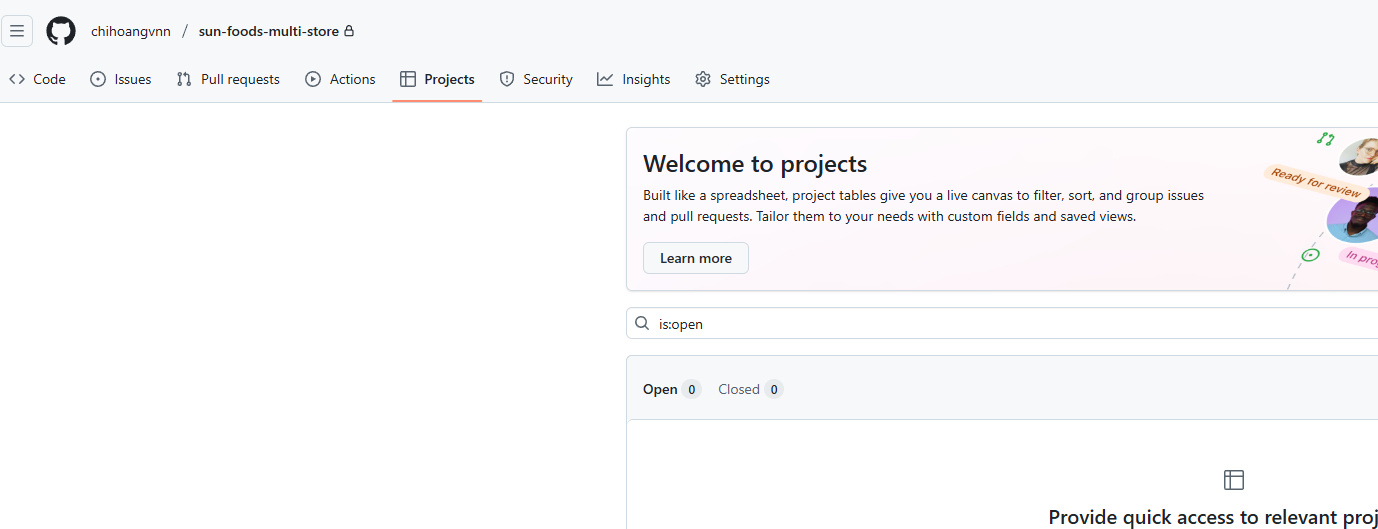 chihoangvnn / sun-foods-multi-store
Code Issues Pull requests Actions Projects Security Insights Settings
Welcome to projects
Ready for review
Built like a spreadsheet, project tables give you a live canvas to filter, sort, and group issues
and pull requests. Tailor them to your needs with custom fields and saved views.
Learn more
In pro
is:open
Open 0 Closed 0
Provide quick access to relevant proj